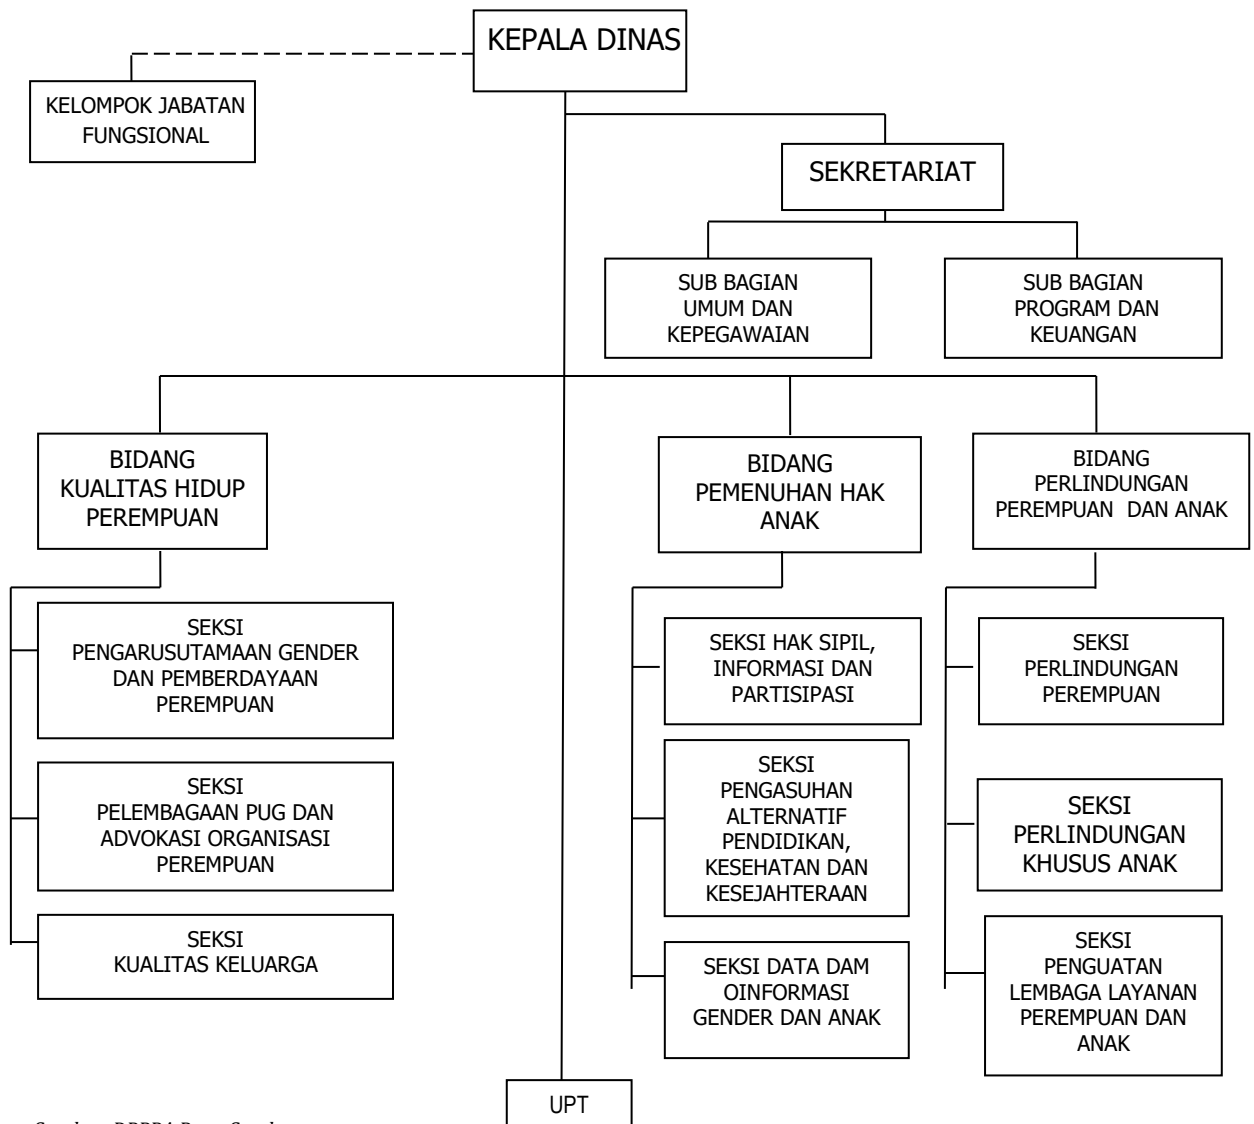 KEPALA DINAS
KELOMPOK JABATAN
FUNGSIONAL
SEKRETARIAT
SUB BAGIAN
UMUM DAN
KEPEGAWAIAN
SUB BAGIAN
PROGRAM DAN
KEUANGAN
BIDANG
KUALITAS HIDUP
PEREMPUAN
BIDANG
PEMENUHAN HAK
ANAK
BIDANG
PERLINDUNGAN
PEREMPUAN DAN ANAK
SEKSI
PENGARUSUTAMAAN GENDER
DAN PEMBERDAYAAN
PEREMPUAN
SEKSI
PELEMBAGAAN PUG DAN
ADVOKASI ORGANISASI
PEREMPUAN
SEKSI
KUALITAS KELUARGA
SEKSI HAK SIPIL,
INFORMASI DAN
PARTISIPASI
SEKSI
PENGASUHAN
ALTERNATIF
PENDIDIKAN,
KESEHATAN DAN
KESEJAHTERAAN
SEKSI DATA DAM
OINFORMASI
GENDER DAN ANAK
SEKSI
PERLINDUNGAN
PEREMPUAN
SEKSI
PERLINDUNGAN
KHUSUS ANAK
SEKSI
PENGUATAN
LEMBAGA LAYANAN
PEREMPUAN DAN
ANAK
UPT